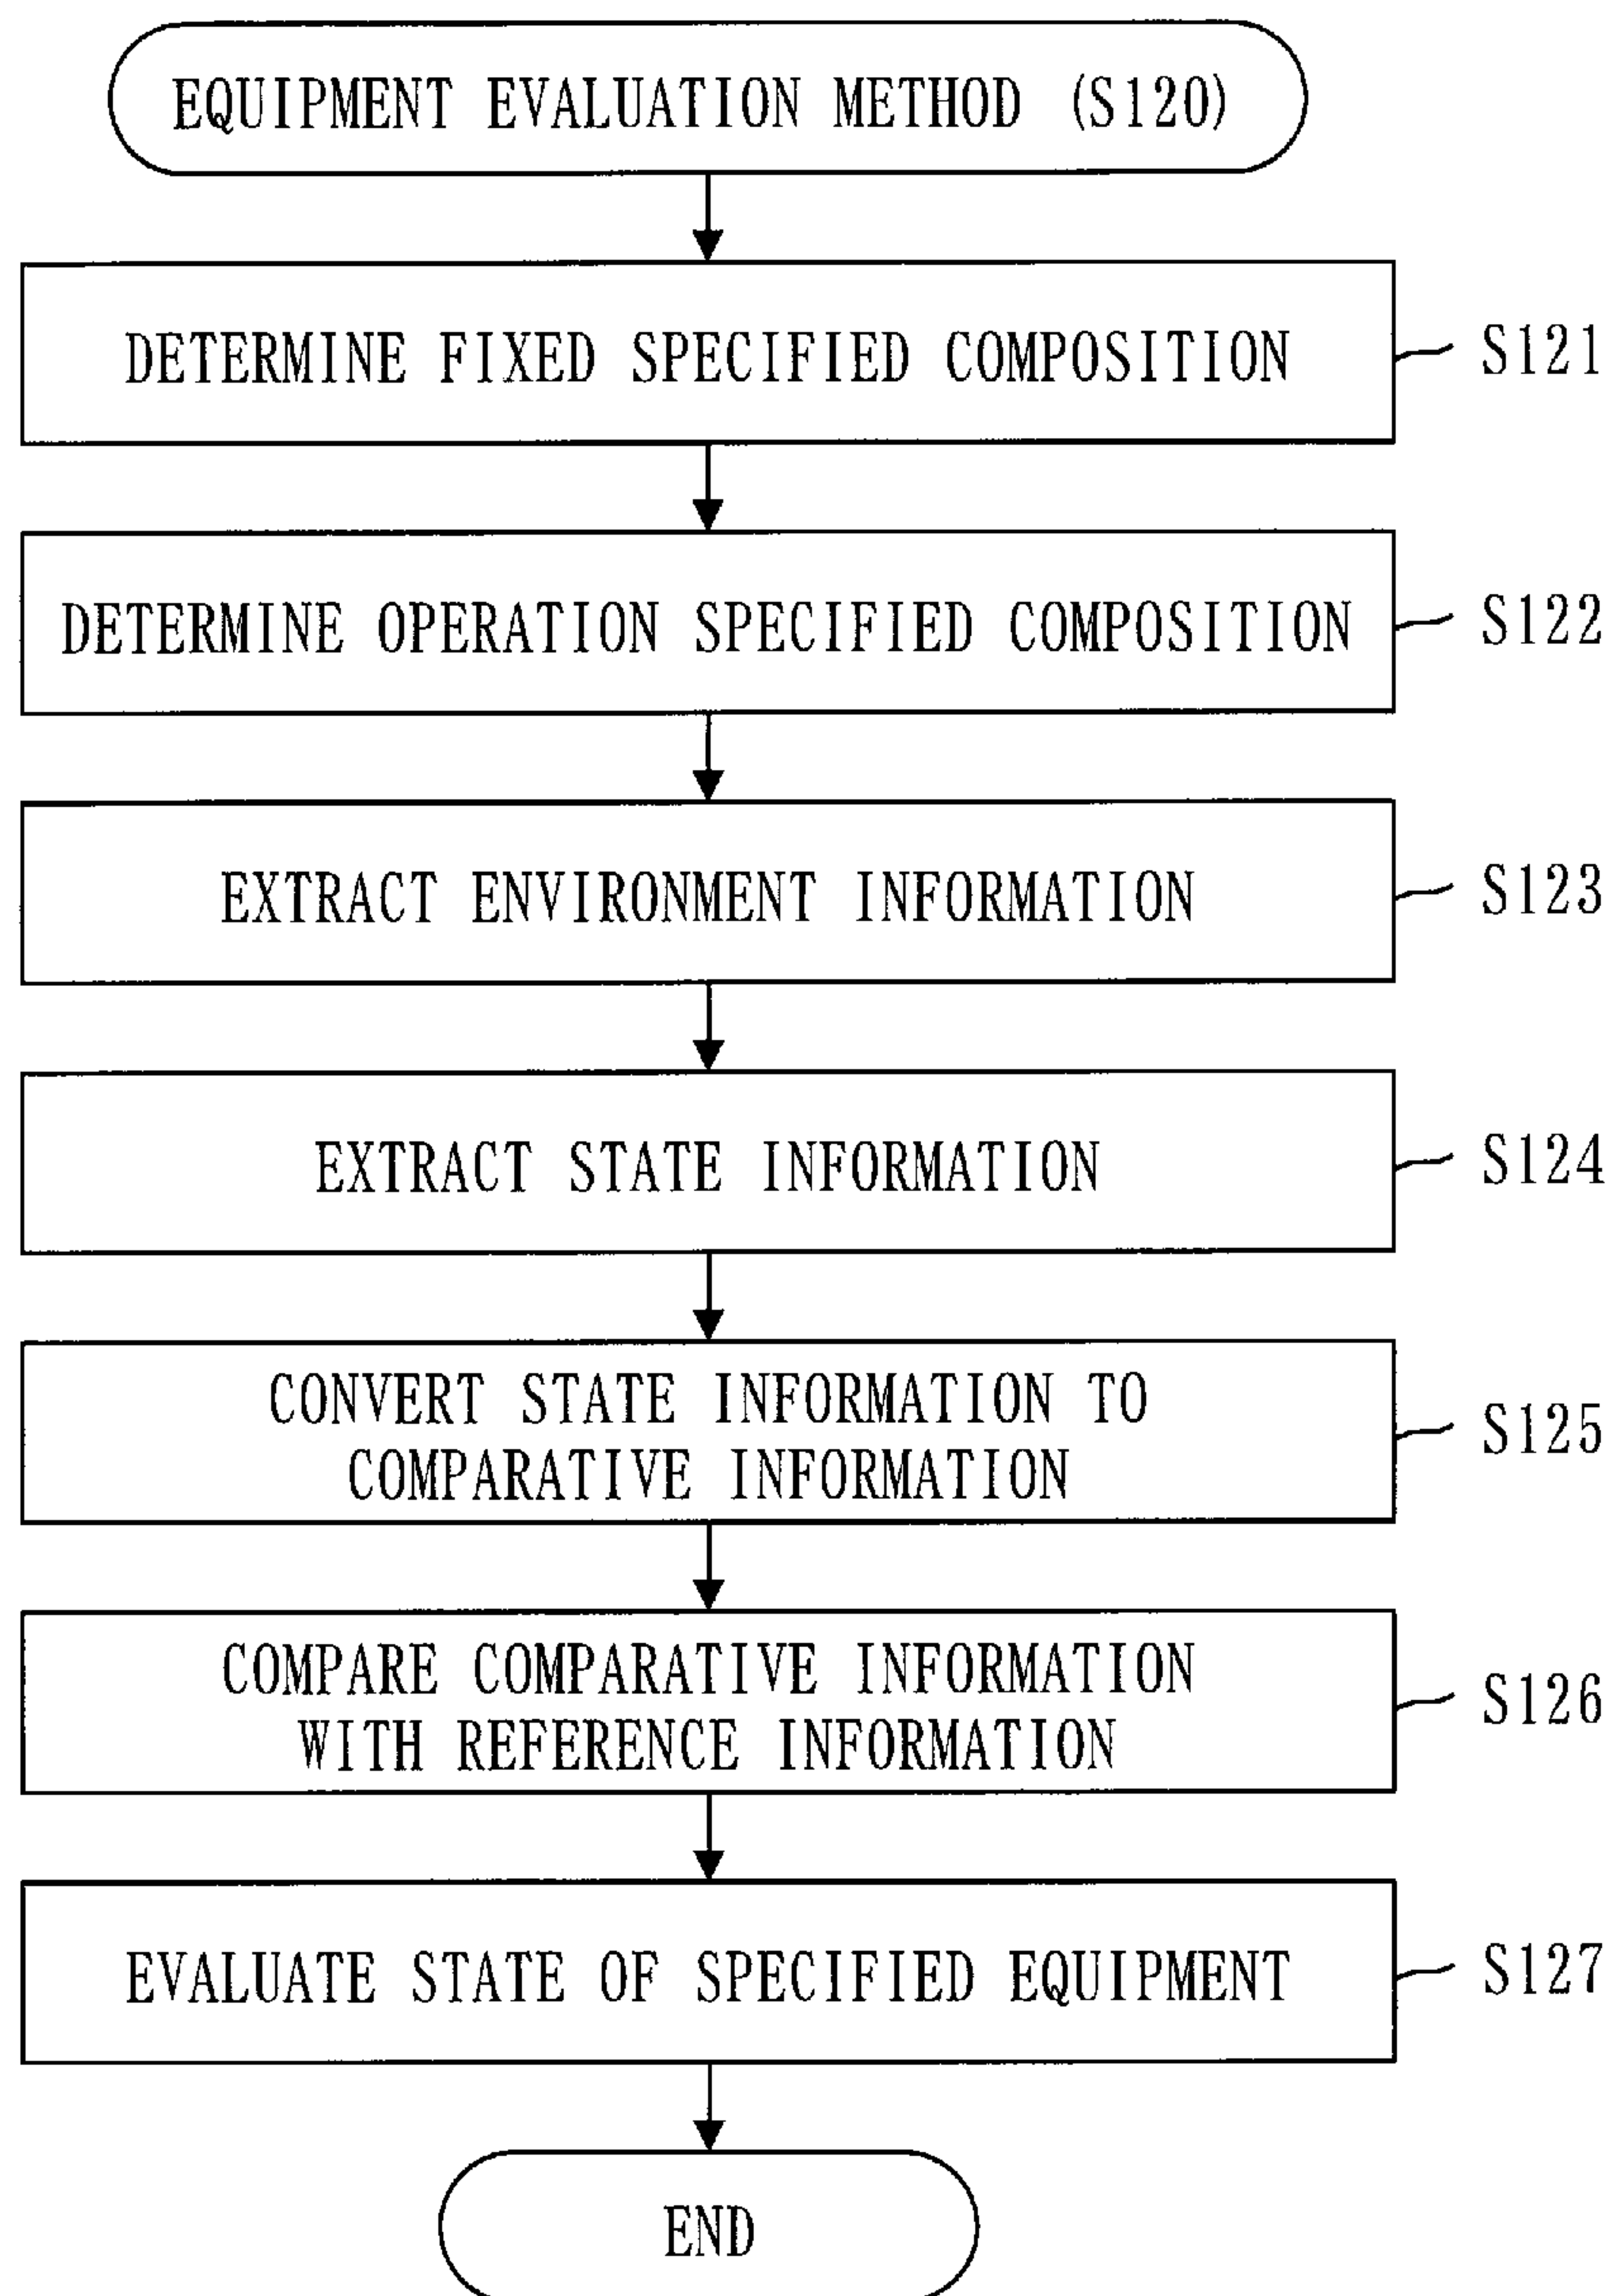 EQUIPMENT EVALUATION METHOD (S120)
DETERMINE FIXED SPECIFIED COMPOSITION
S121
DETERMINE OPERATION SPECIFIED COMPOSITION
S122
EXTRACT ENVIRONMENT INFORMATION
S123
EXTRACT STATE INFORMATION
S124
CONVERT STATE INFORMATION TO
COMPARATIVE INFORMATION
S125
COMPARE COMPARATIVE INFORMATION
WITH REFERENCE INFORMATION
S126
EVALUATE STATE OF SPECIFIED EQUIPMENT
S127
END